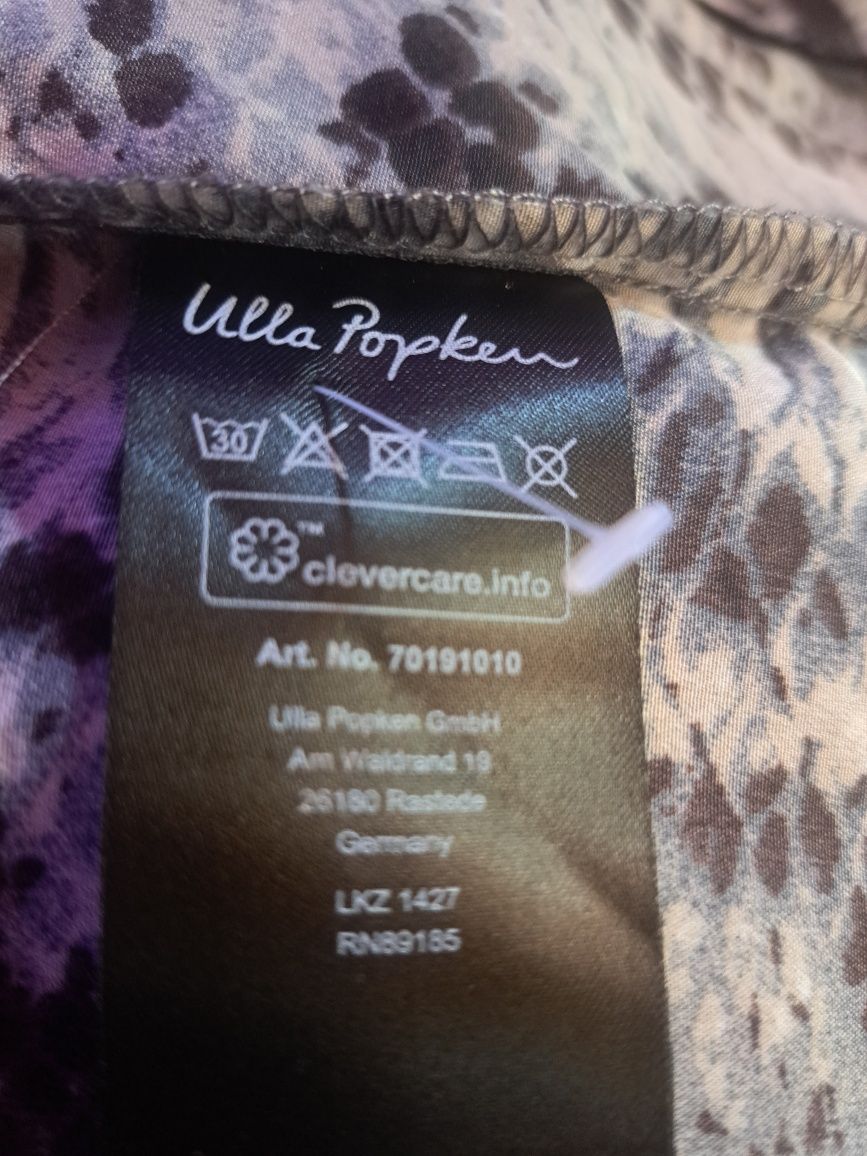 Ulla Popken
30
™
clevercare.info
Art. No. 70191010
Ulla Popken GmbH
Am Waldrand 19
26180 Rastede
Germany
LKZ 1427
RN89185